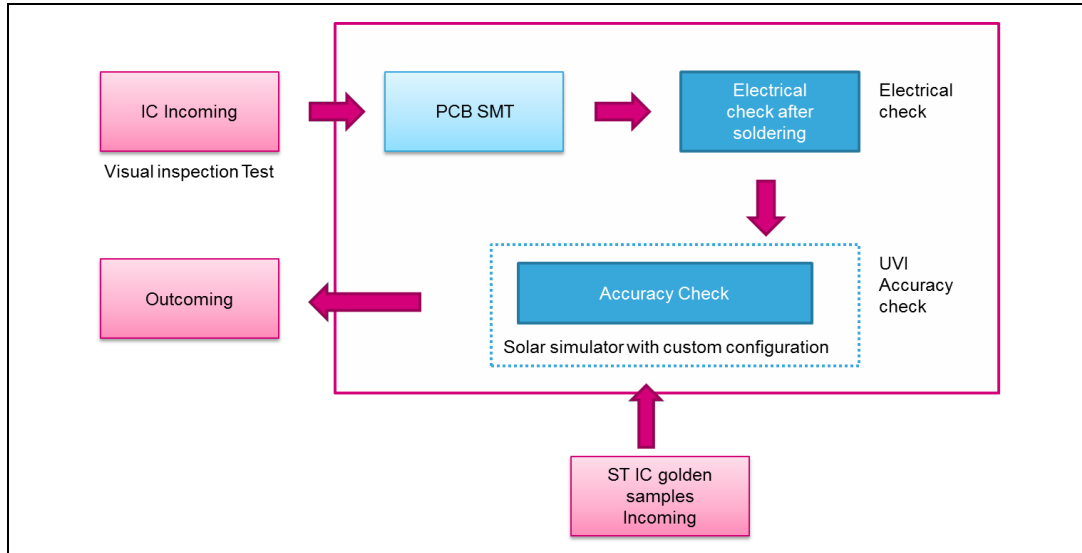 IC Incoming
Visual inspection Test
PCB SMT
Electrical
check after
soldering
Electrical
check
Accuracy Check
Solar simulator with custom configuration
UVI
Accuracy
check
Outcoming
ST IC golden
samples
Incoming